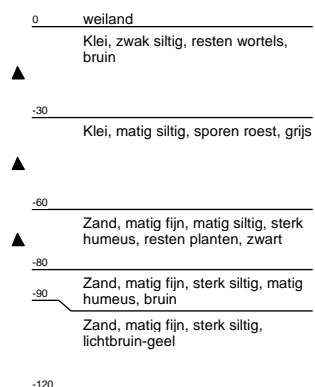 0 weiland
Klei, zwak siltig, resten wortels,
bruin
-30
Klei, matig siltig, sporen roest, grijs
-60
Zand, matig fijn, matig siltig, sterk
humeus, resten planten, zwart
-80
Zand, matig fijn, sterk siltig, matig
humeus, bruin
-90
Zand, matig fijn, sterk siltig,
lichtbruin-geel
-120